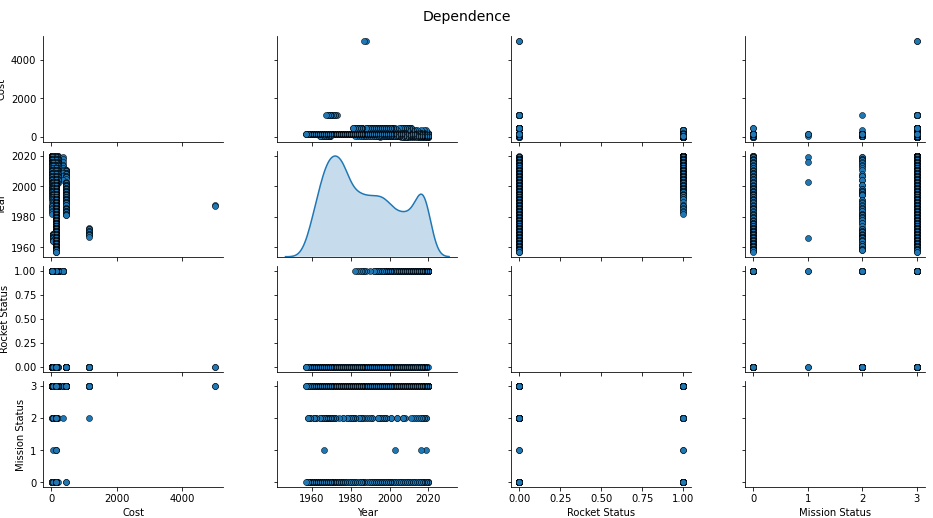 Dependence
Cost
4000
2000
0
Year
2020
2000
1980
1960
Rocket Status
1.00
0.75
0.50
0.25
0.00
Mission Status
3
2
1
0
0 2000 4000 1960 1980 2000 2020 0.00 0.25 0.50 0.75 1.00 0 1 2 3
Cost Year Rocket Status Mission Status